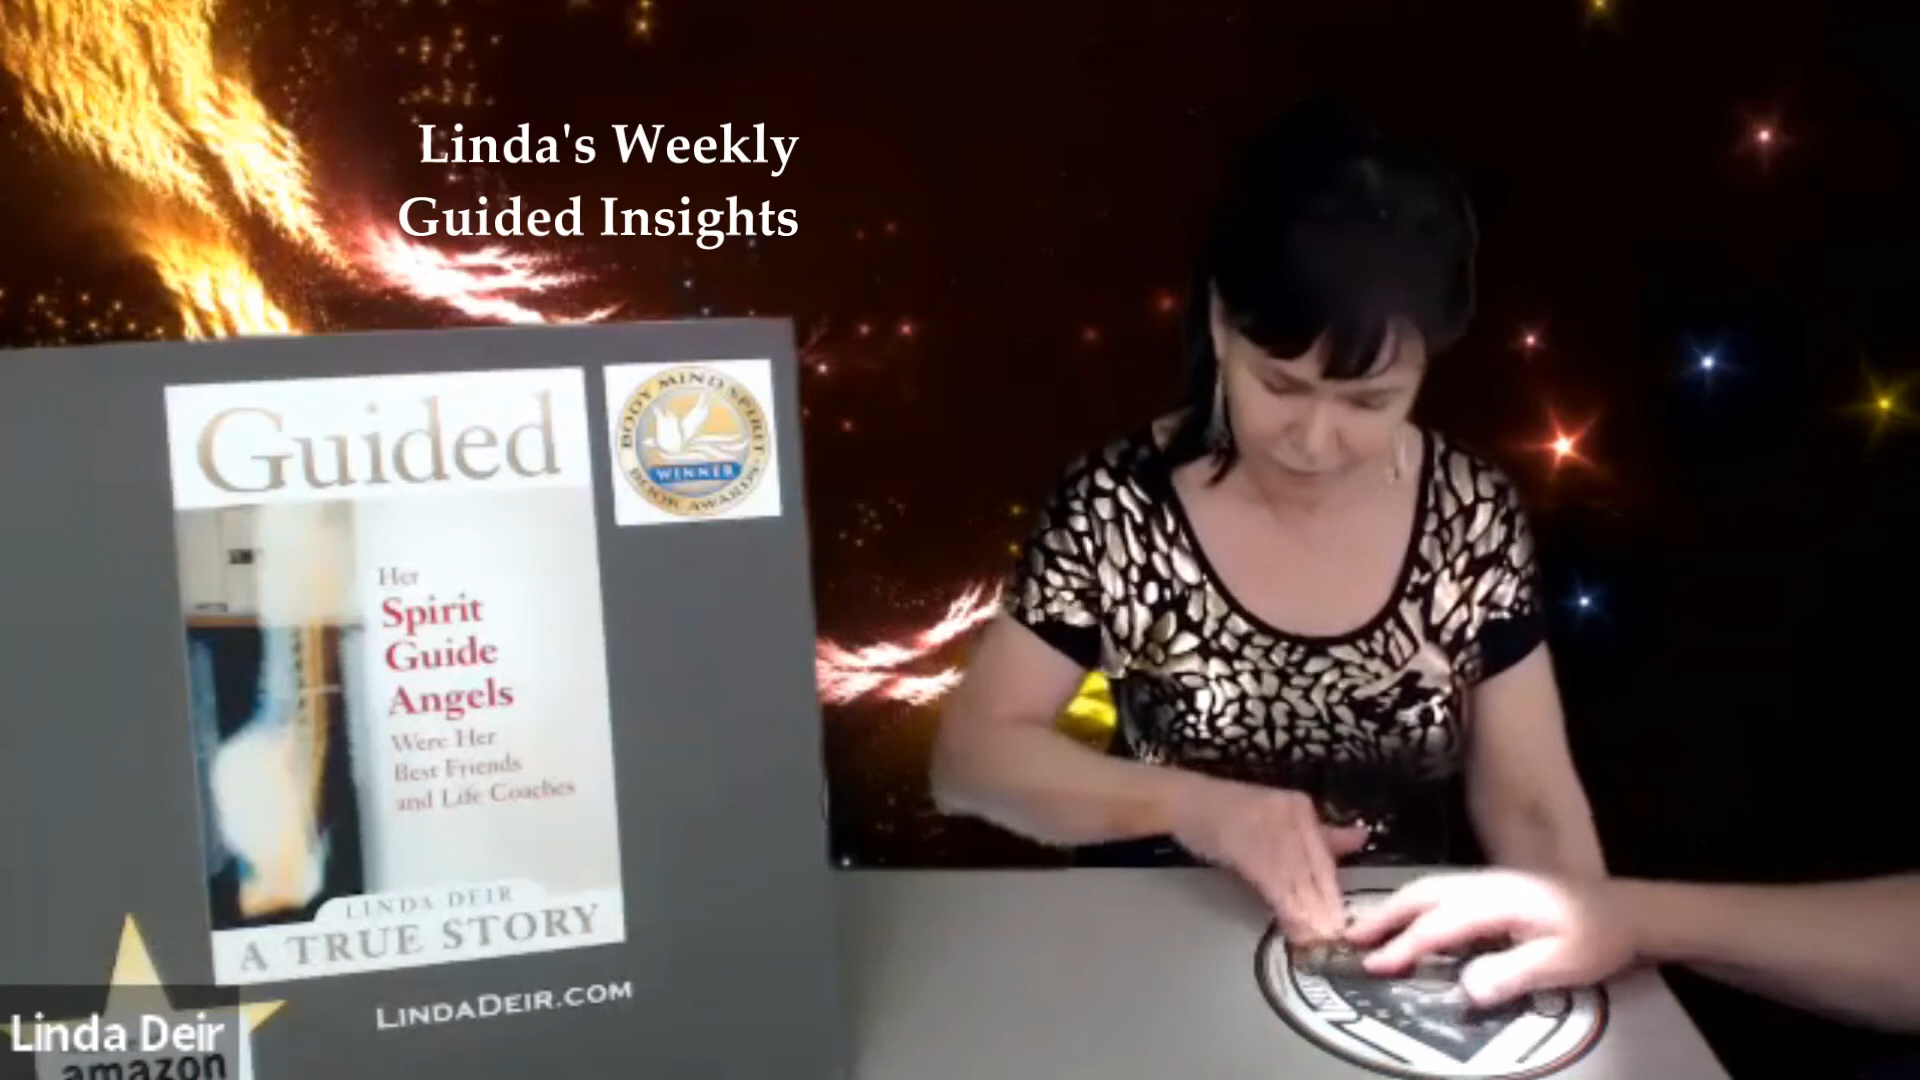 Linda's Weekly
Guided Insights
Guided
BODY MIND SPIRIT
WINNER
BOOK AWARDS
Her
Spirit
Guide
Angels
Were Her
Best Friends
and Life Coaches
LINDA DEIR
A TRUE STORY
LINDADEIR.COM
Linda Deir
amazon